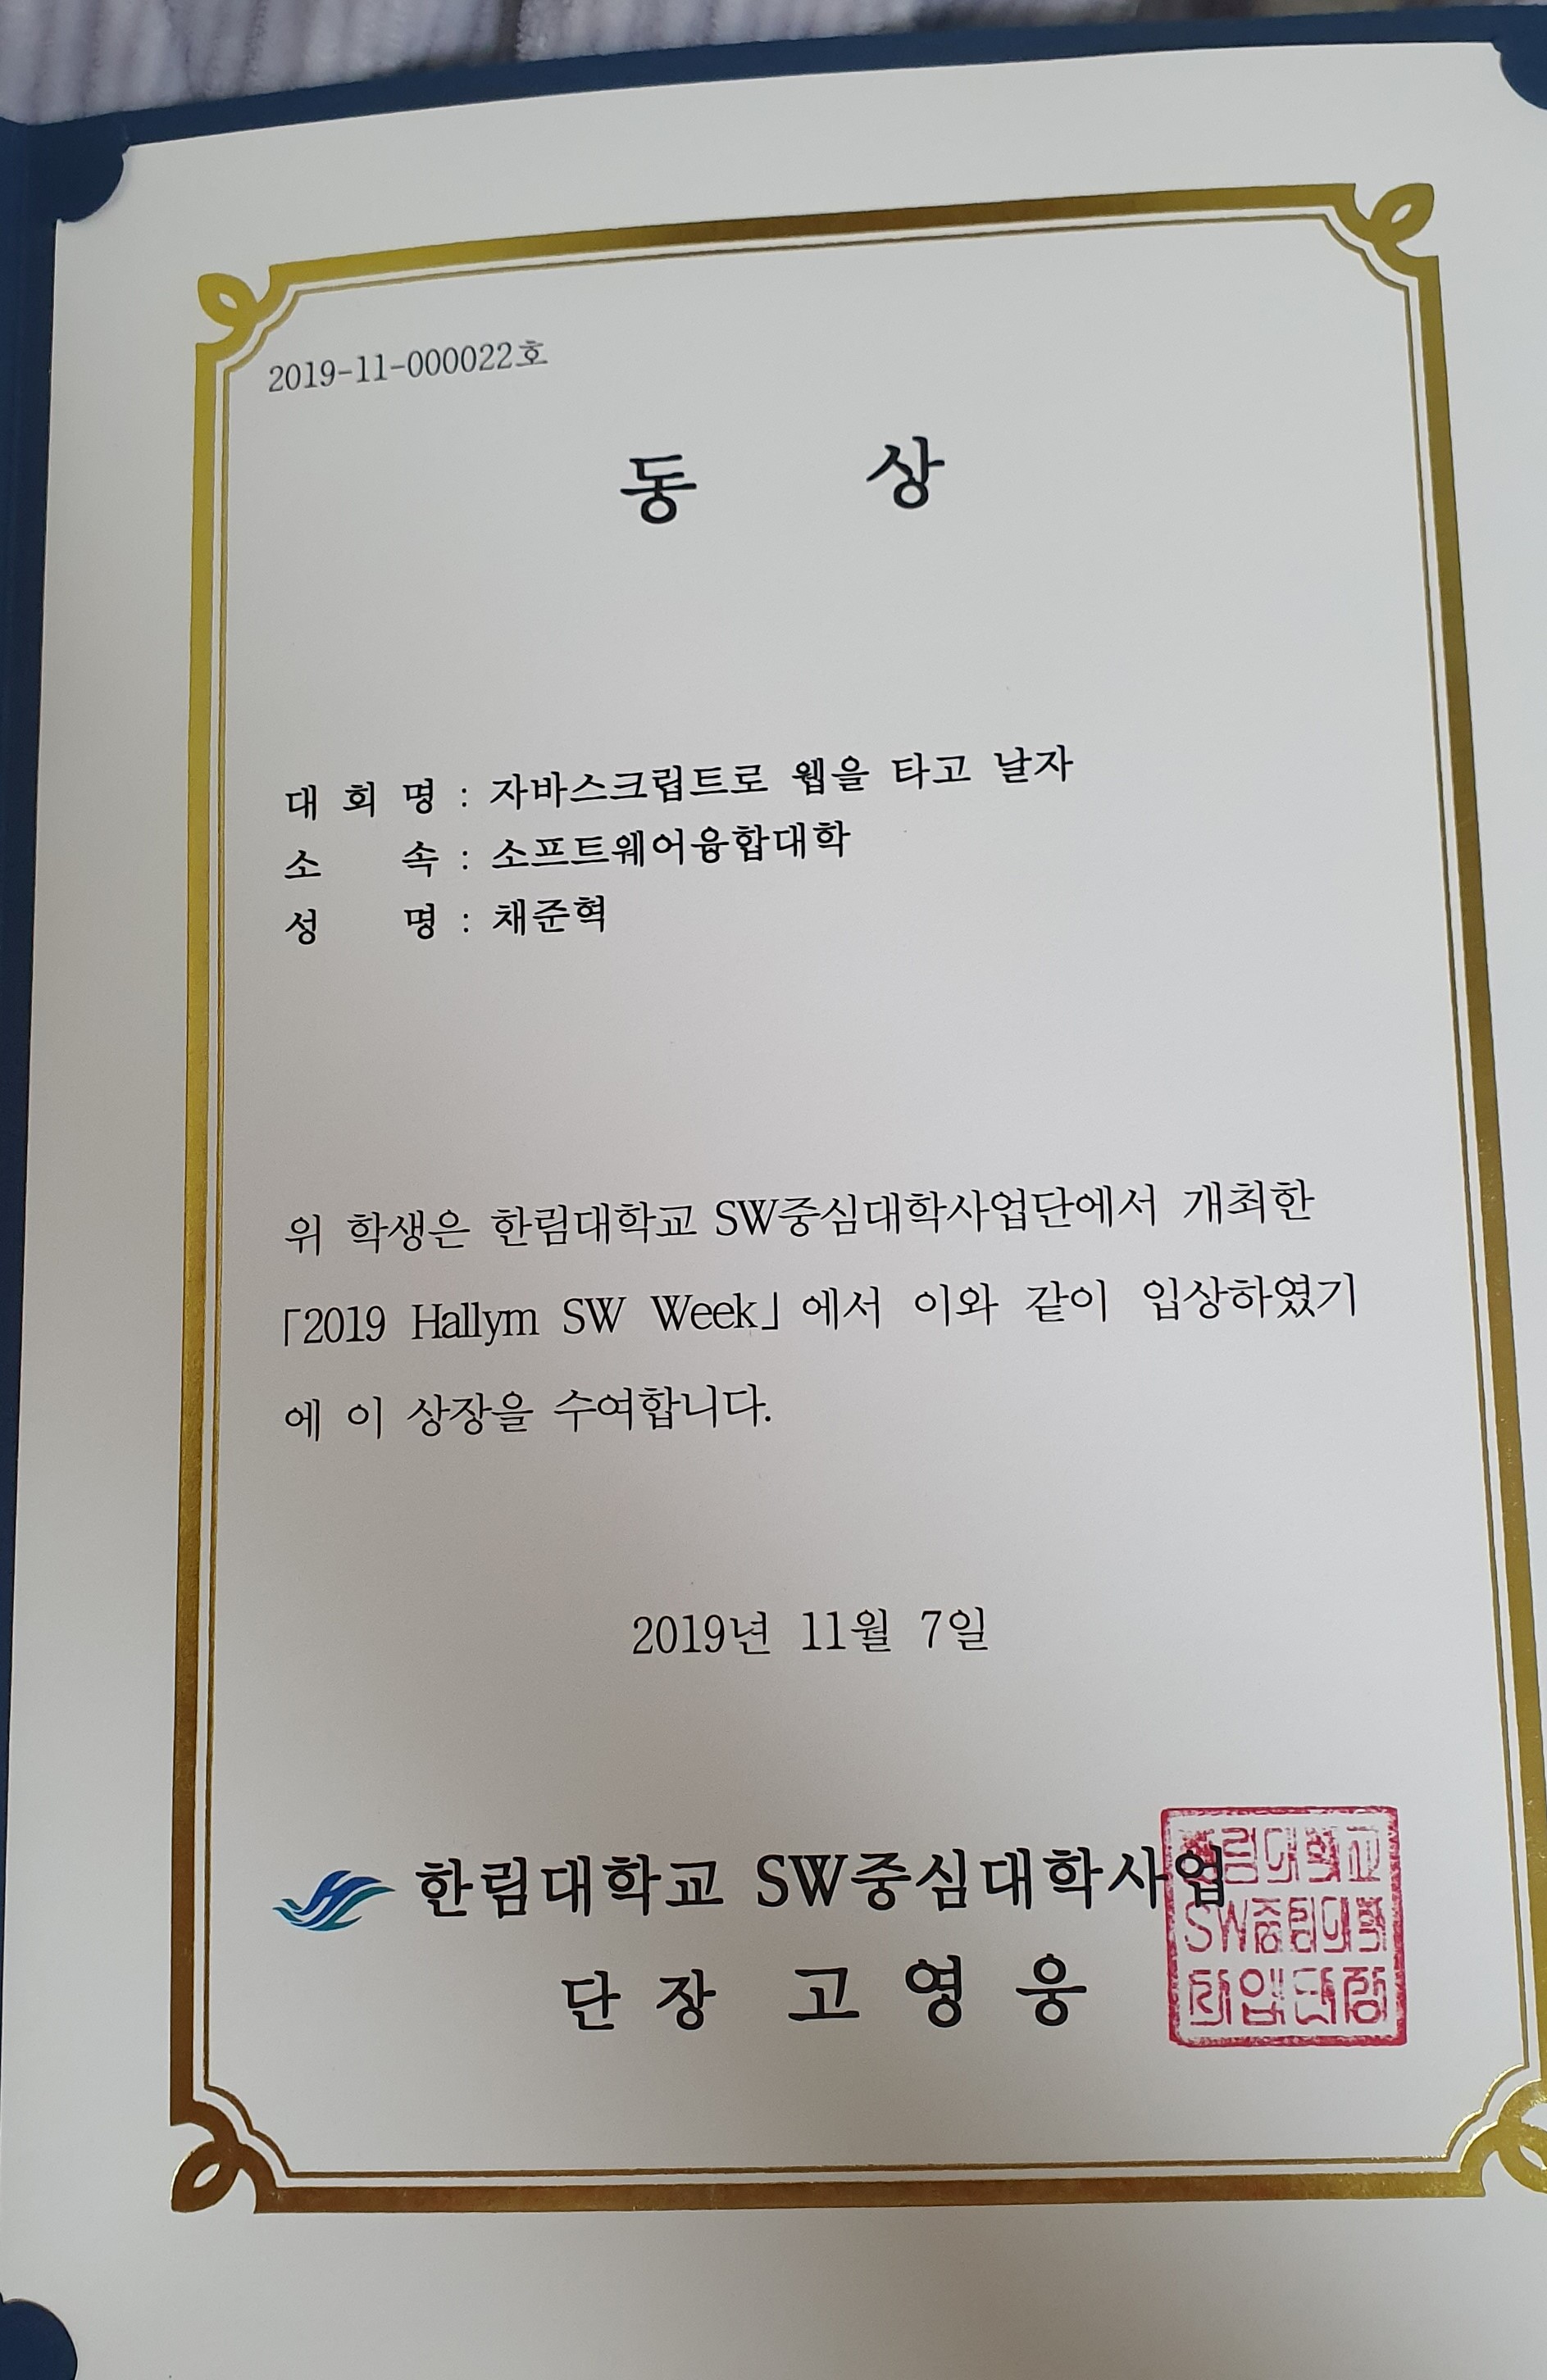 2019-11-000022호
동 상
대 회 명 : 자바스크립트로 웹을 타고 날자
소 속 : 소프트웨어융합대학
성 명 : 채준혁
위 학생은 한림대학교 SW중심대학사업단에서 개최한
「2019 Hallym SW Week」에서 이와 같이 입상하였기
에 이 상장을 수여합니다.
2019년 11월 7일
한림대학교 SW중심대학사업
단 장 고 영 웅
한림대학교
SW중심대학
사업단장